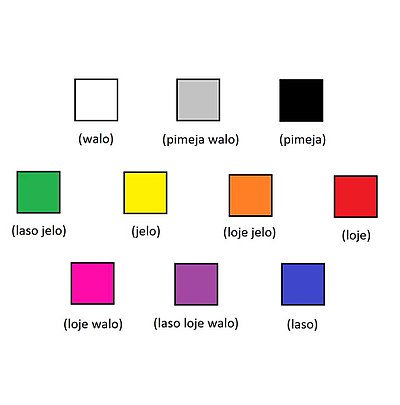 (walo) (pimeja walo) (pimeja)
(laso jelo) (jelo) (loje jelo) (loje)
(loje walo) (laso loje walo) (laso)